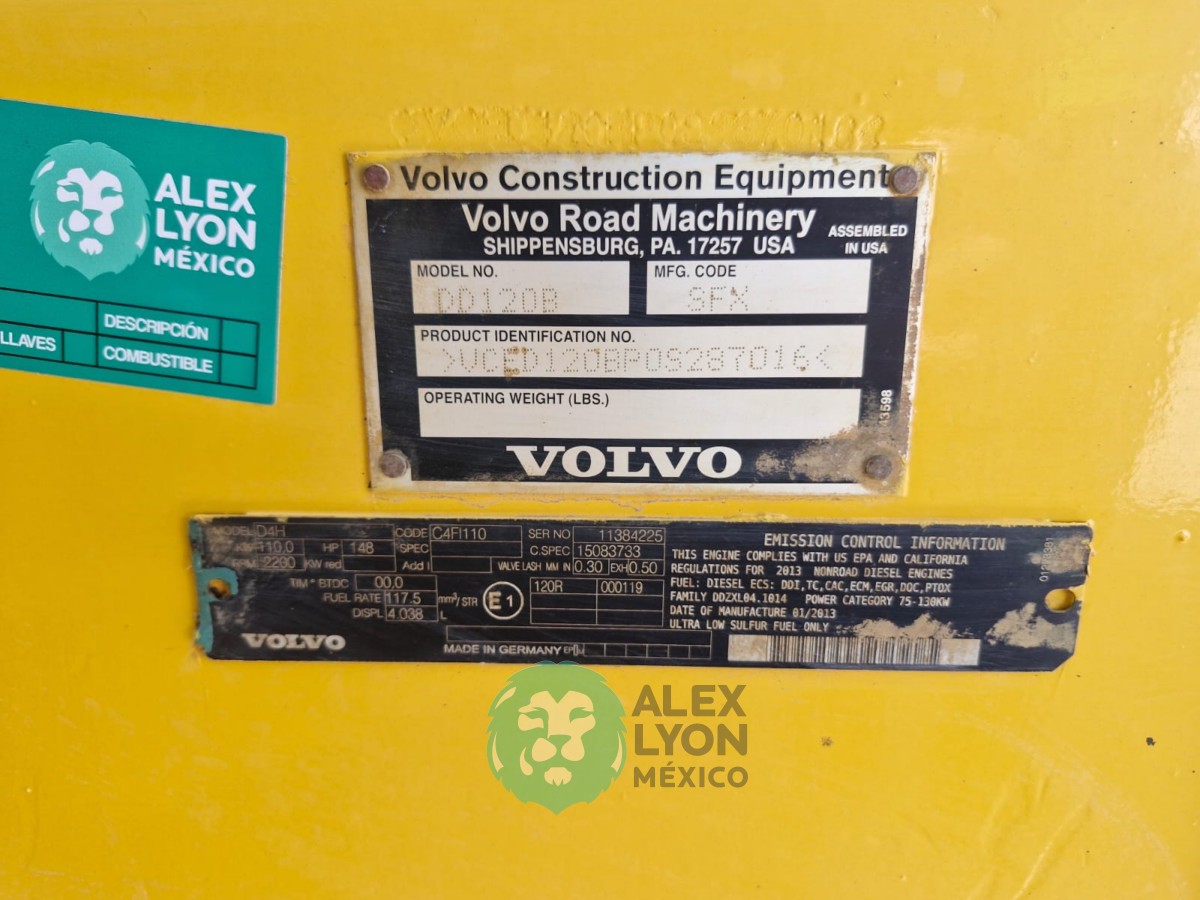 ALEX
LYON
MÉXICO
LLAVES
DESCRIPCIÓN
COMBUSTIBLE
Volvo Construction Equipment
Volvo Road Machinery
SHIPPENSBURG, PA. 17257 USA
ASSEMBLED
IN USA
MODEL NO.
DD120B
MFG. CODE
SFX
PRODUCT IDENTIFICATION NO.
>VCED120BP0S287016<
OPERATING WEIGHT (LBS.)
VOLVO
MODEL D4H CODE C4FI110 SER NO 11384225
KW 110.0 HP 148 SPEC C.SPEC 15083733
RPM 2200 KW red Add I VALVE LASH MM IN 0.30 EXH 0.50
TIM ° BTDC 00,0 120R 000119
FUEL RATE 117.5 mm³/STR E1
DISPL 4.038 L
VOLVO
MADE IN GERMANY
EMISSION CONTROL INFORMATION
THIS ENGINE COMPLIES WITH US EPA AND CALIFORNIA
REGULATIONS FOR 2013 NONROAD DIESEL ENGINES
FUEL: DIESEL ECS: DDI,TC,CAC,ECM,EGR,DOC,PTOX
FAMILY DDZXL04.1014 POWER CATEGORY 75-130KW
DATE OF MANUFACTURE 01/2013
ULTRA LOW SULFUR FUEL ONLY
ALEX
LYON
MÉXICO